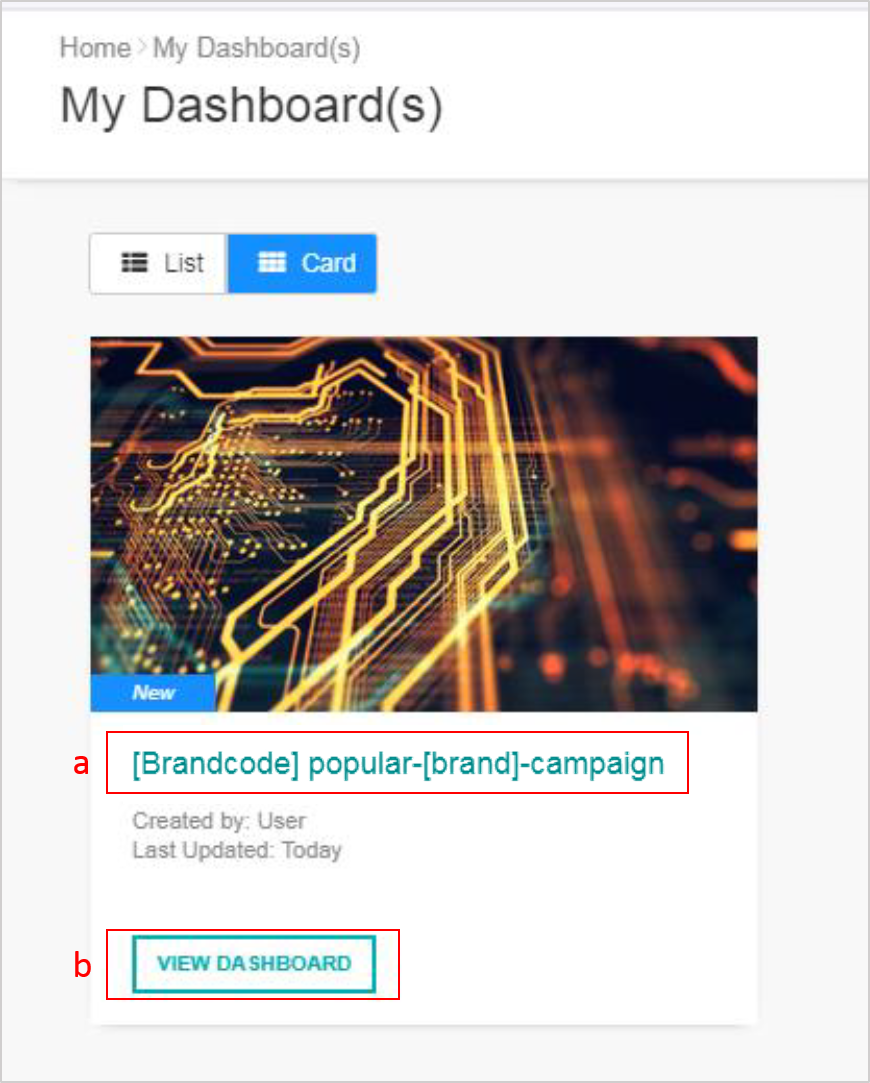 Home > My Dashboard(s)
My Dashboard(s)
List Card
New
a [Brandcode] popular-[brand]-campaign
Created by: User
Last Updated: Today
b VIEW DASHBOARD